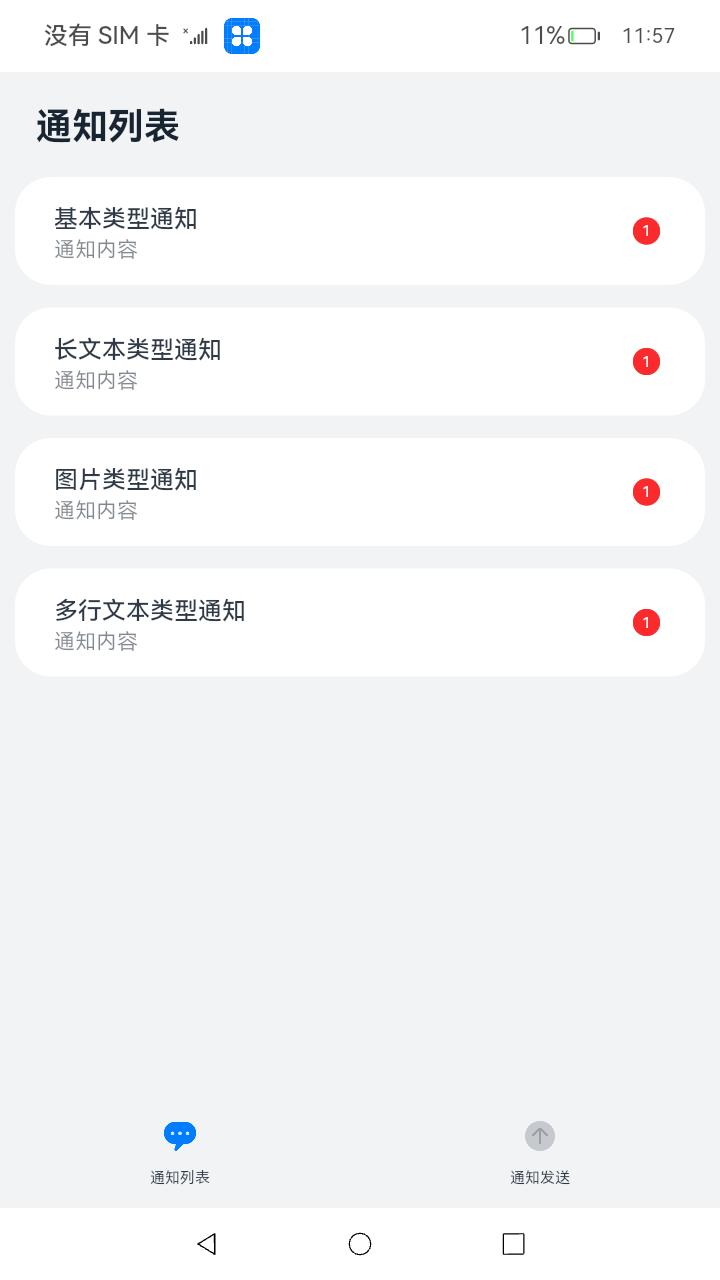 没有 SIM 卡 11% 11:57
通知列表
基本类型通知
通知内容
1
长文本类型通知
通知内容
1
图片类型通知
通知内容
1
多行文本类型通知
通知内容
1
通知列表 通知发送